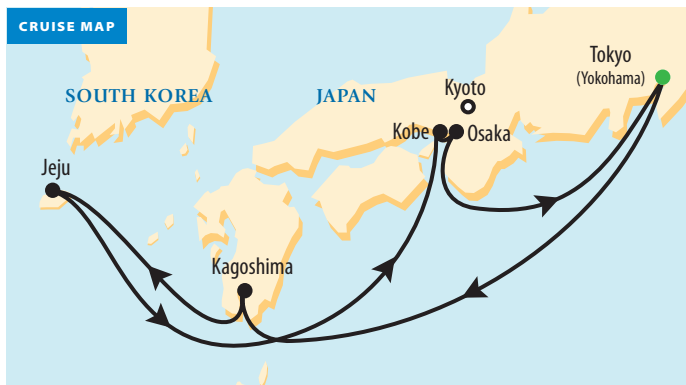 CRUISE MAP
Tokyo
(Yokohama)
SOUTH KOREA
JAPAN
Kyoto
Kobe
Osaka
Jeju
Kagoshima